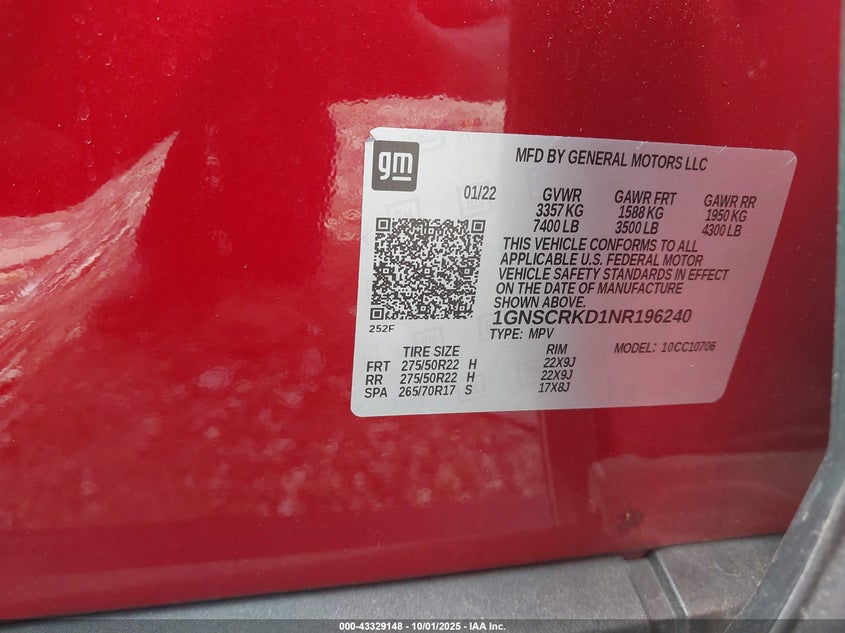 gm
MFD BY GENERAL MOTORS LLC
01/22 GVWR GAWR FRT GAWR RR
3357 KG 1588 KG 1950 KG
7400 LB 3500 LB 4300 LB
THIS VEHICLE CONFORMS TO ALL
APPLICABLE U.S. FEDERAL MOTOR
VEHICLE SAFETY STANDARDS IN EFFECT
ON THE DATE OF MANUFACTURE
SHOWN ABOVE.
1GNSCRKD1NR196240
252F
TYPE: MPV MODEL: 10CC10706
TIRE SIZE RIM
FRT 275/50R22 H 22X9J
RR 275/50R22 H 22X9J
SPA 265/70R17 S 17X8J
000-43329148 - 10/01/2025 - IAA Inc.